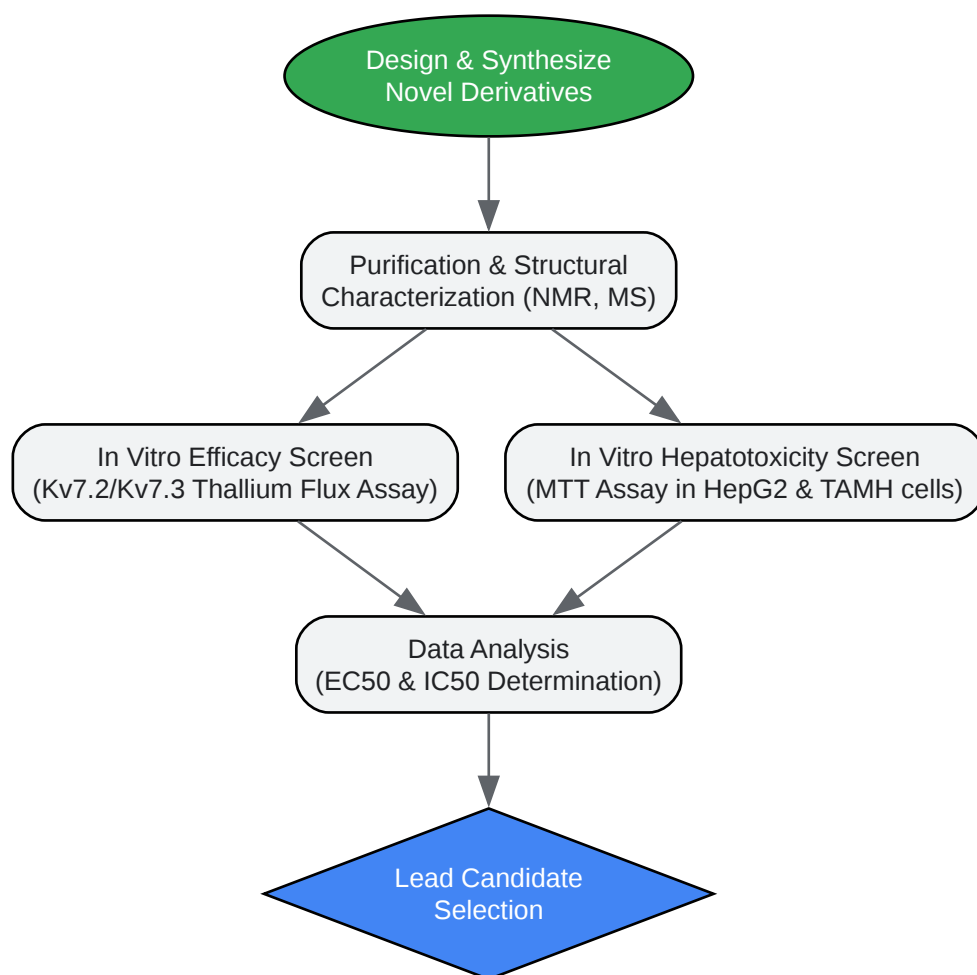 Design & Synthesize
Novel Derivatives
Purification & Structural
Characterization (NMR, MS)
In Vitro Efficacy Screen
(Kv7.2/Kv7.3 Thallium Flux Assay)
In Vitro Hepatotoxicity Screen
(MTT Assay in HepG2 & TAMH cells)
Data Analysis
(EC50 & IC50 Determination)
Lead Candidate
Selection